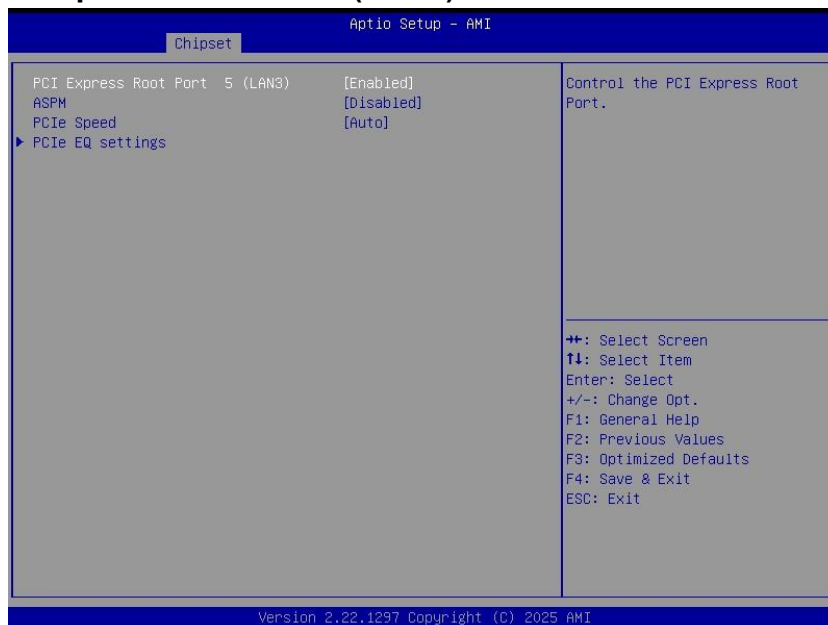 Aptio Setup - AMI
Chipset
PCI Express Root Port 5 (LAN3) [Enabled]
ASPM [Disabled]
PCIe Speed [Auto]
PCIe EQ settings
Control the PCI Express Root
Port.
→←: Select Screen
↑↓: Select Item
Enter: Select
+/-: Change Opt.
F1: General Help
F2: Previous Values
F3: Optimized Defaults
F4: Save & Exit
ESC: Exit
Version 2.22.1297 Copyright (C) 2025 AMI